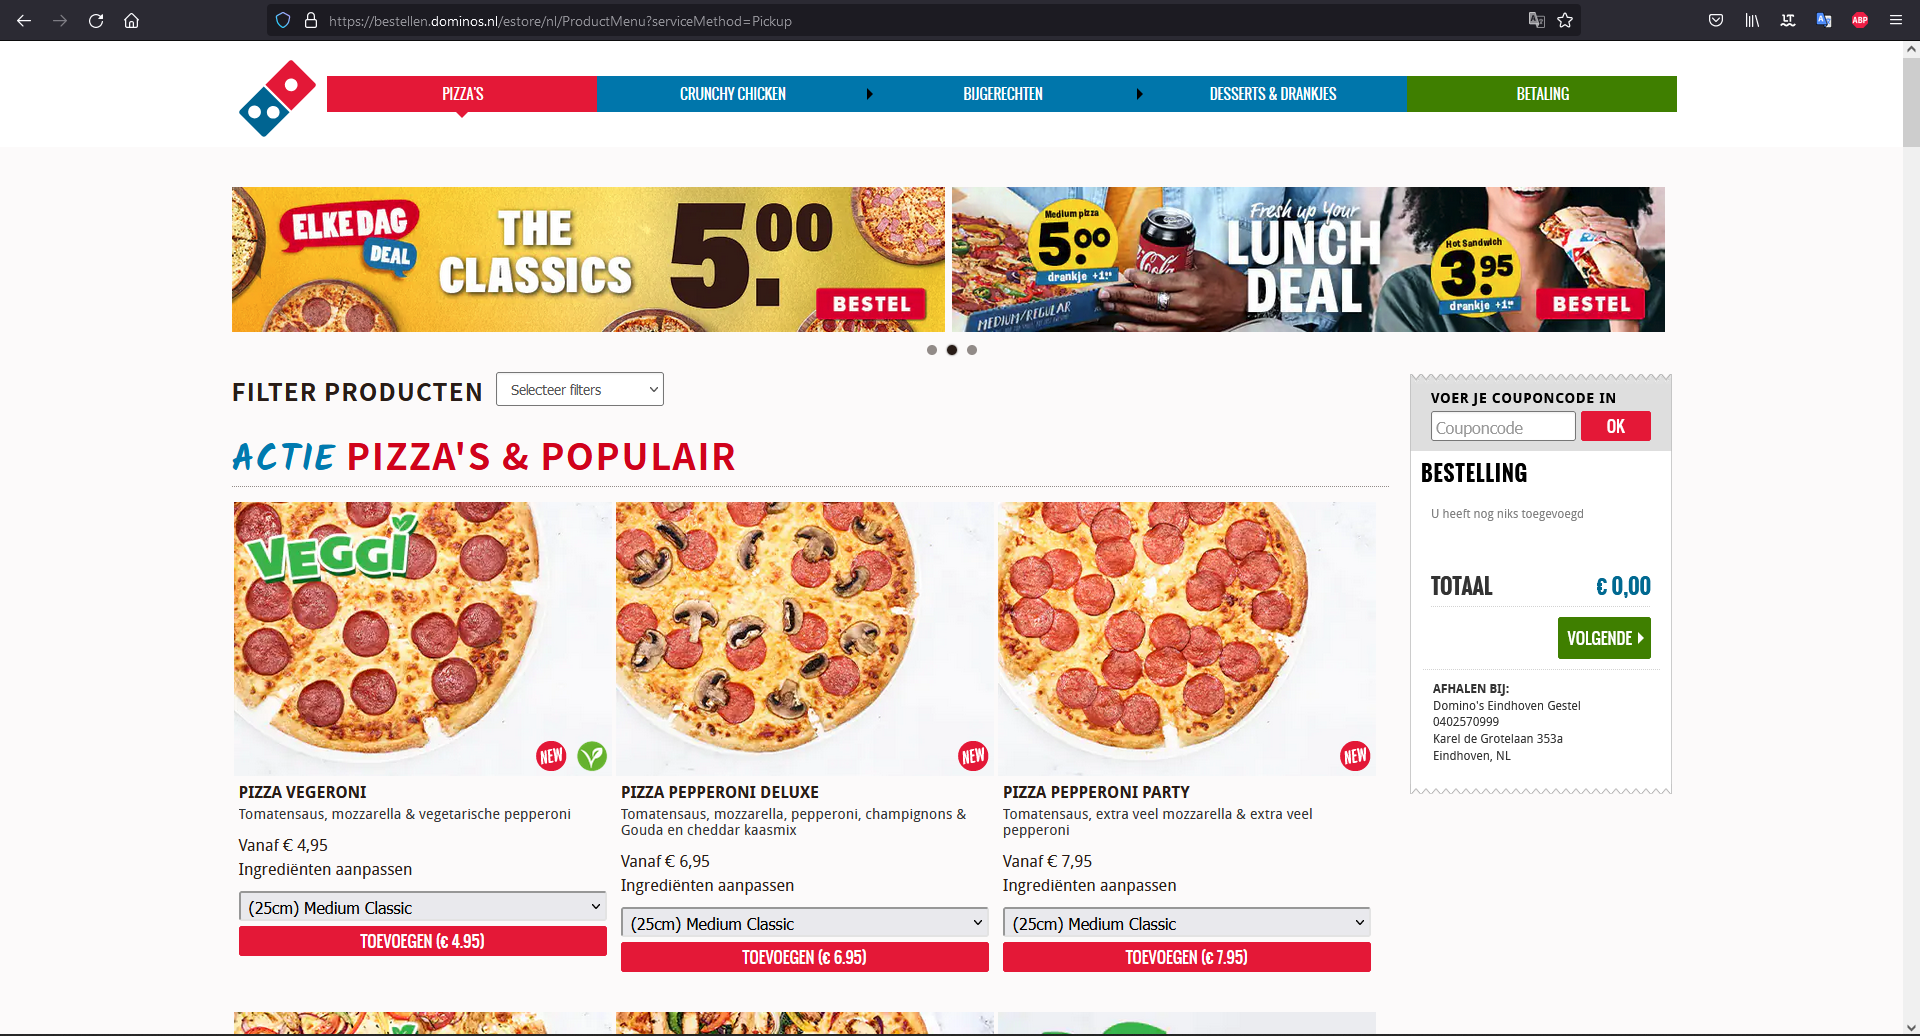 https://bestellen.dominos.nl/estore/nl/ProductMenu?serviceMethod=Pickup
ABP
PIZZA'S
CRUNCHY CHICKEN
BIJGERECHTEN
DESSERTS & DRANKJES
BETALING
ELKE DAG
DEAL
THE
CLASSICS
5.00
BESTEL
Medium pizza
5.00
drankje +1.00
MEDIUM/REGULAR
Coca-Cola
Fresh up Your
LUNCH
DEAL
Hot Sandwich
3.95
drankje +1.00
BESTEL
FILTER PRODUCTEN
Selecteer filters
ACTIE PIZZA'S & POPULAIR
VEGGI
NEW
PIZZA VEGERONI
Tomatensaus, mozzarella & vegetarische pepperoni
Vanaf € 4,95
Ingrediënten aanpassen
(25cm) Medium Classic
TOEVOEGEN (€ 4.95)
NEW
PIZZA PEPPERONI DELUXE
Tomatensaus, mozzarella, pepperoni, champignons &
Gouda en cheddar kaasmix
Vanaf € 6,95
Ingrediënten aanpassen
(25cm) Medium Classic
TOEVOEGEN (€ 6.95)
NEW
PIZZA PEPPERONI PARTY
Tomatensaus, extra veel mozzarella & extra veel
pepperoni
Vanaf € 7,95
Ingrediënten aanpassen
(25cm) Medium Classic
TOEVOEGEN (€ 7.95)
VOER JE COUPONCODE IN
Couponcode
OK
BESTELLING
U heeft nog niks toegevoegd
TOTAAL
€ 0,00
VOLGENDE
AFHALEN BIJ:
Domino's Eindhoven Gestel
0402570999
Karel de Grotelaan 353a
Eindhoven, NL